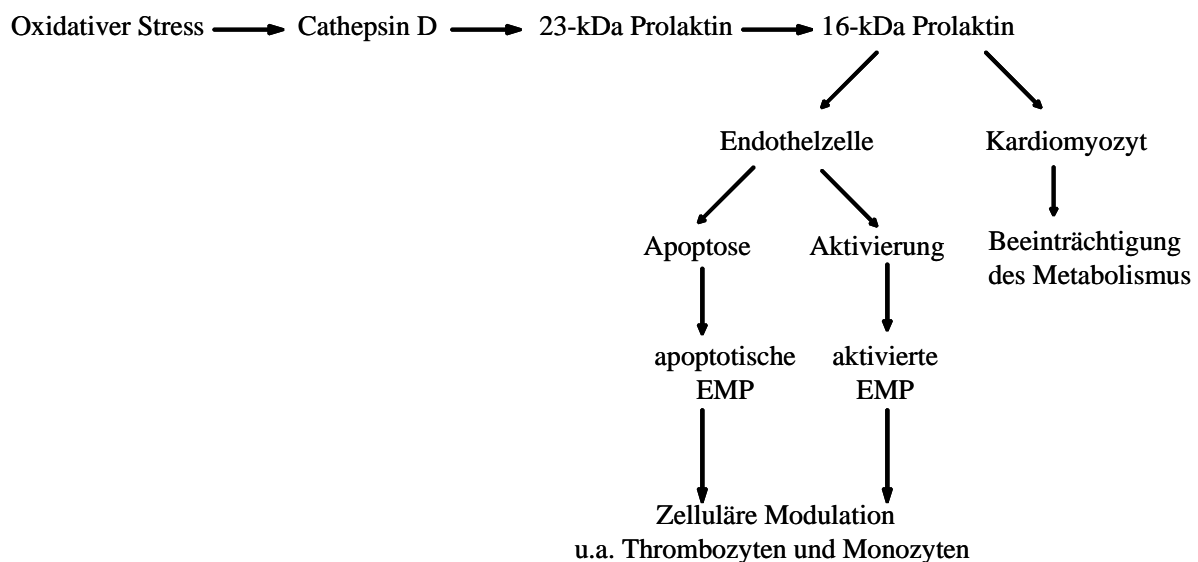 Oxidativer Stress Cathepsin D 23-kDa Prolaktin 16-kDa Prolaktin
Endothelzelle Kardiomyozyt
Apoptose Aktivierung Beeinträchtigung
des Metabolismus
apoptotische aktivierte
EMP EMP
Zelluläre Modulation
u.a. Thrombozyten und Monozyten